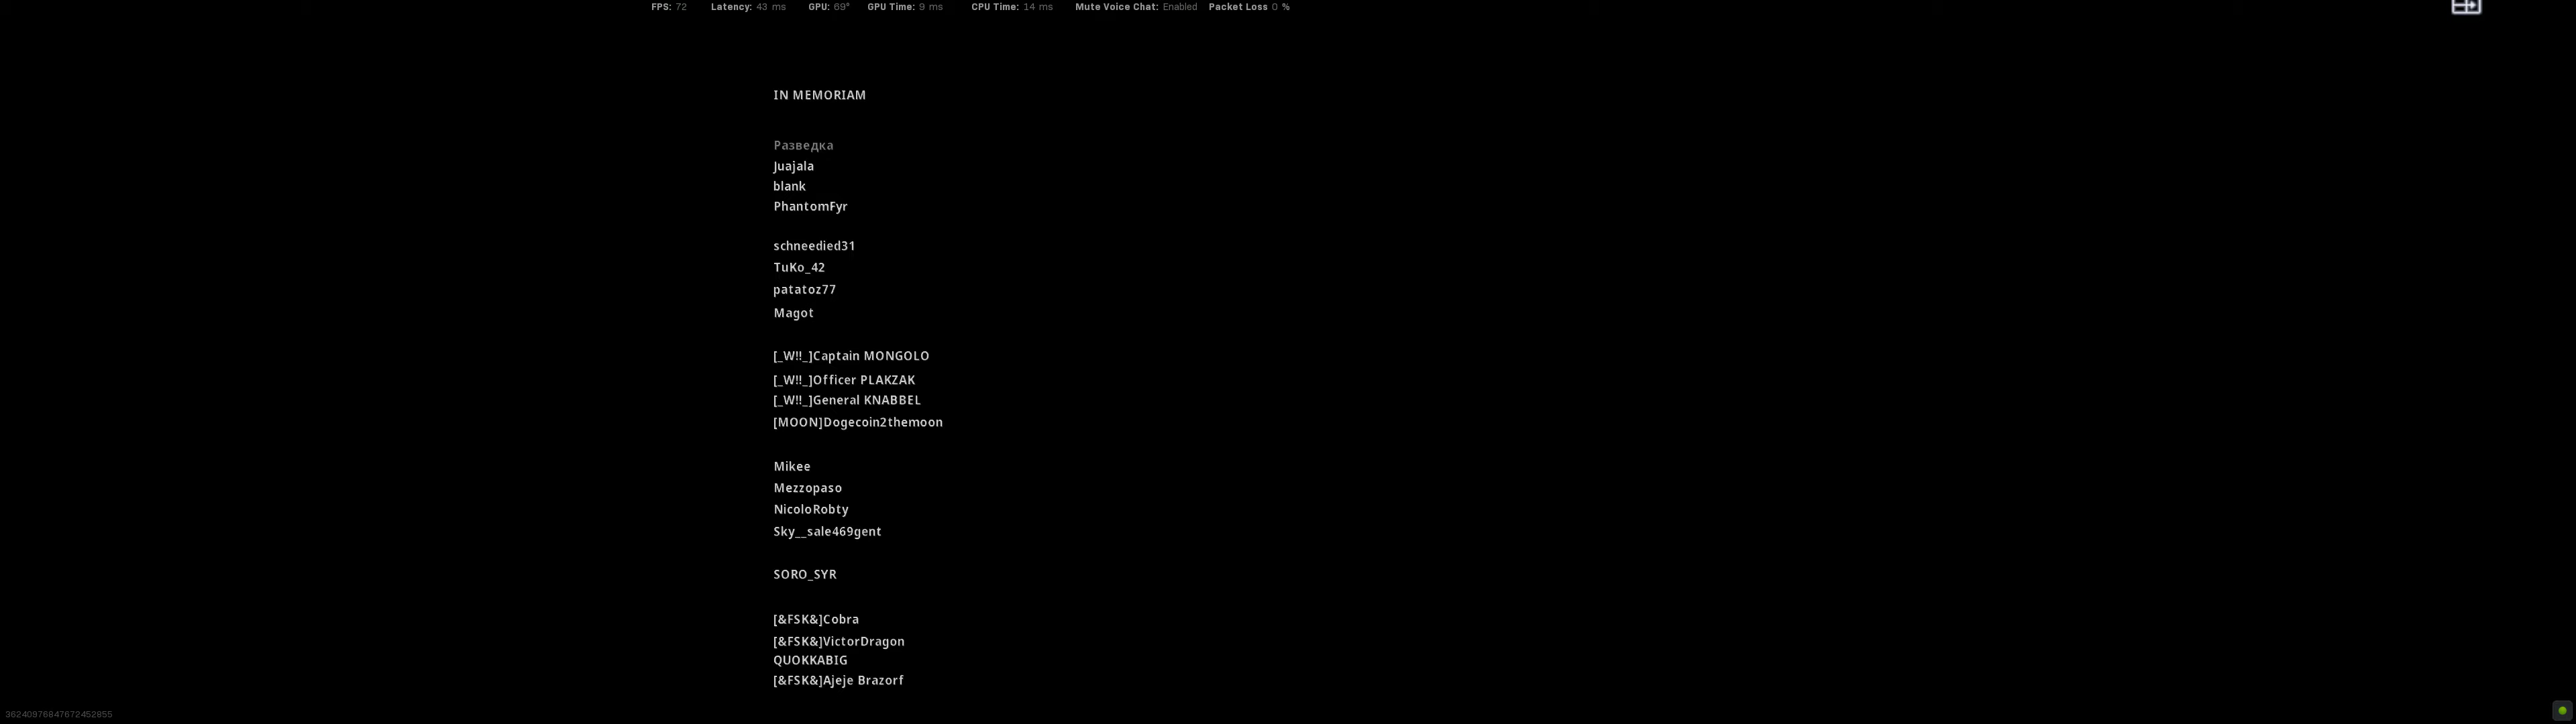 FPS: 72 Latency: 43 ms GPU: 69° GPU Time: 9 ms CPU Time: 14 ms Mute Voice Chat: Enabled Packet Loss 0 %
IN MEMORIAM
Разведка
Juajala
blank
PhantomFyr
schneedied31
TuKo_42
patatoz77
Magot
[_W!!_]Captain MONGOLO
[_W!!_]Officer PLAKZAK
[_W!!_]General KNABBEL
[MOON]Dogecoin2themoon
Mikee
Mezzopaso
NicoloRobty
Sky__sale469gent
SORO_SYR
[&FSK&]Cobra
[&FSK&]VictorDragon
QUOKKABIG
[&FSK&]Ajeje Brazorf
36240976847672452855